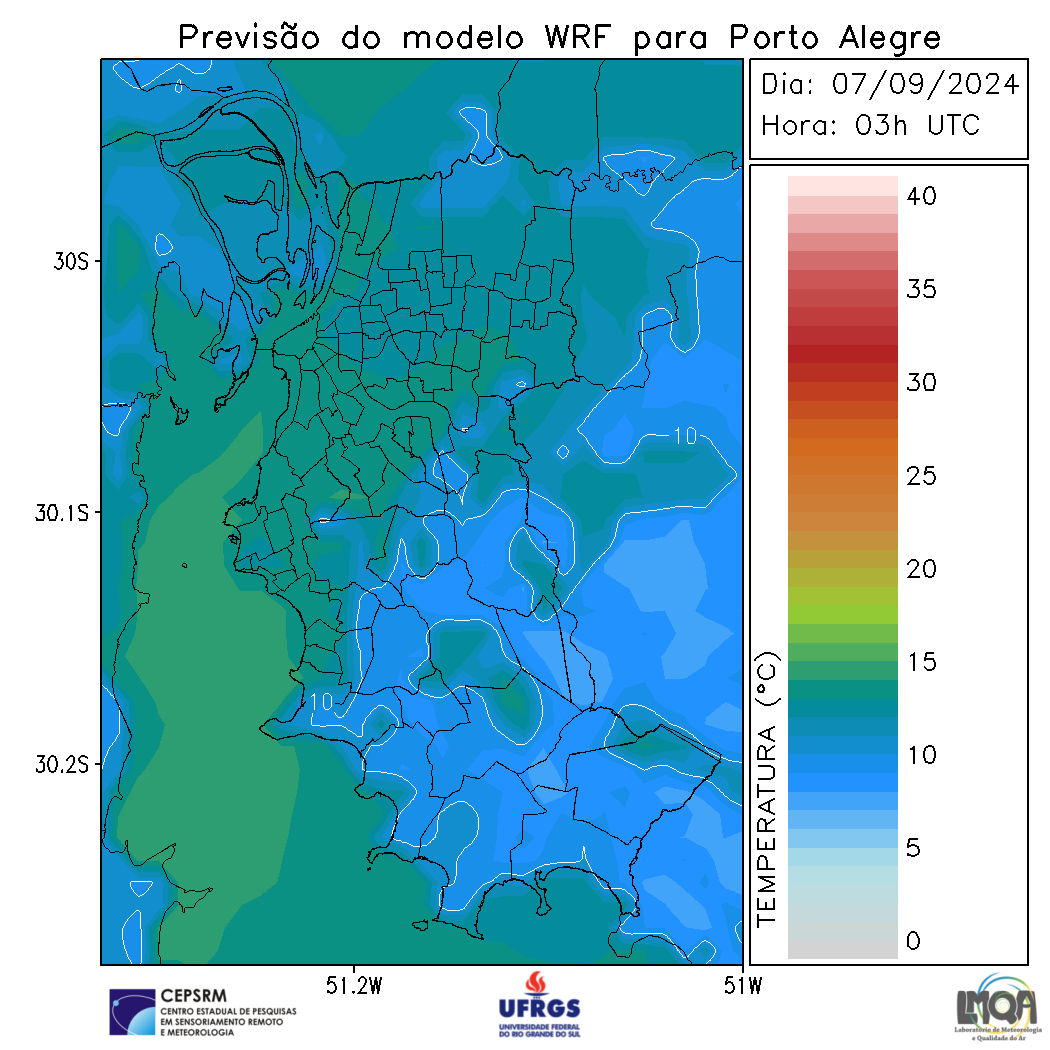 Previsão do modelo WRF para Porto Alegre
Dia: 07/09/2024
Hora: 03h UTC
30S
30.1S
30.2S
51.2W
51W
10
10
TEMPERATURA (°C)
40
35
30
25
20
15
10
5
0
CEPSRM
CENTRO ESTADUAL DE PESQUISAS
EM SENSORIAMENTO REMOTO
E METEOROLOGIA
UFRGS
UNIVERSIDADE FEDERAL
DO RIO GRANDE DO SUL
LMQA
Laboratório de Meteorologia
e Qualidade do Ar